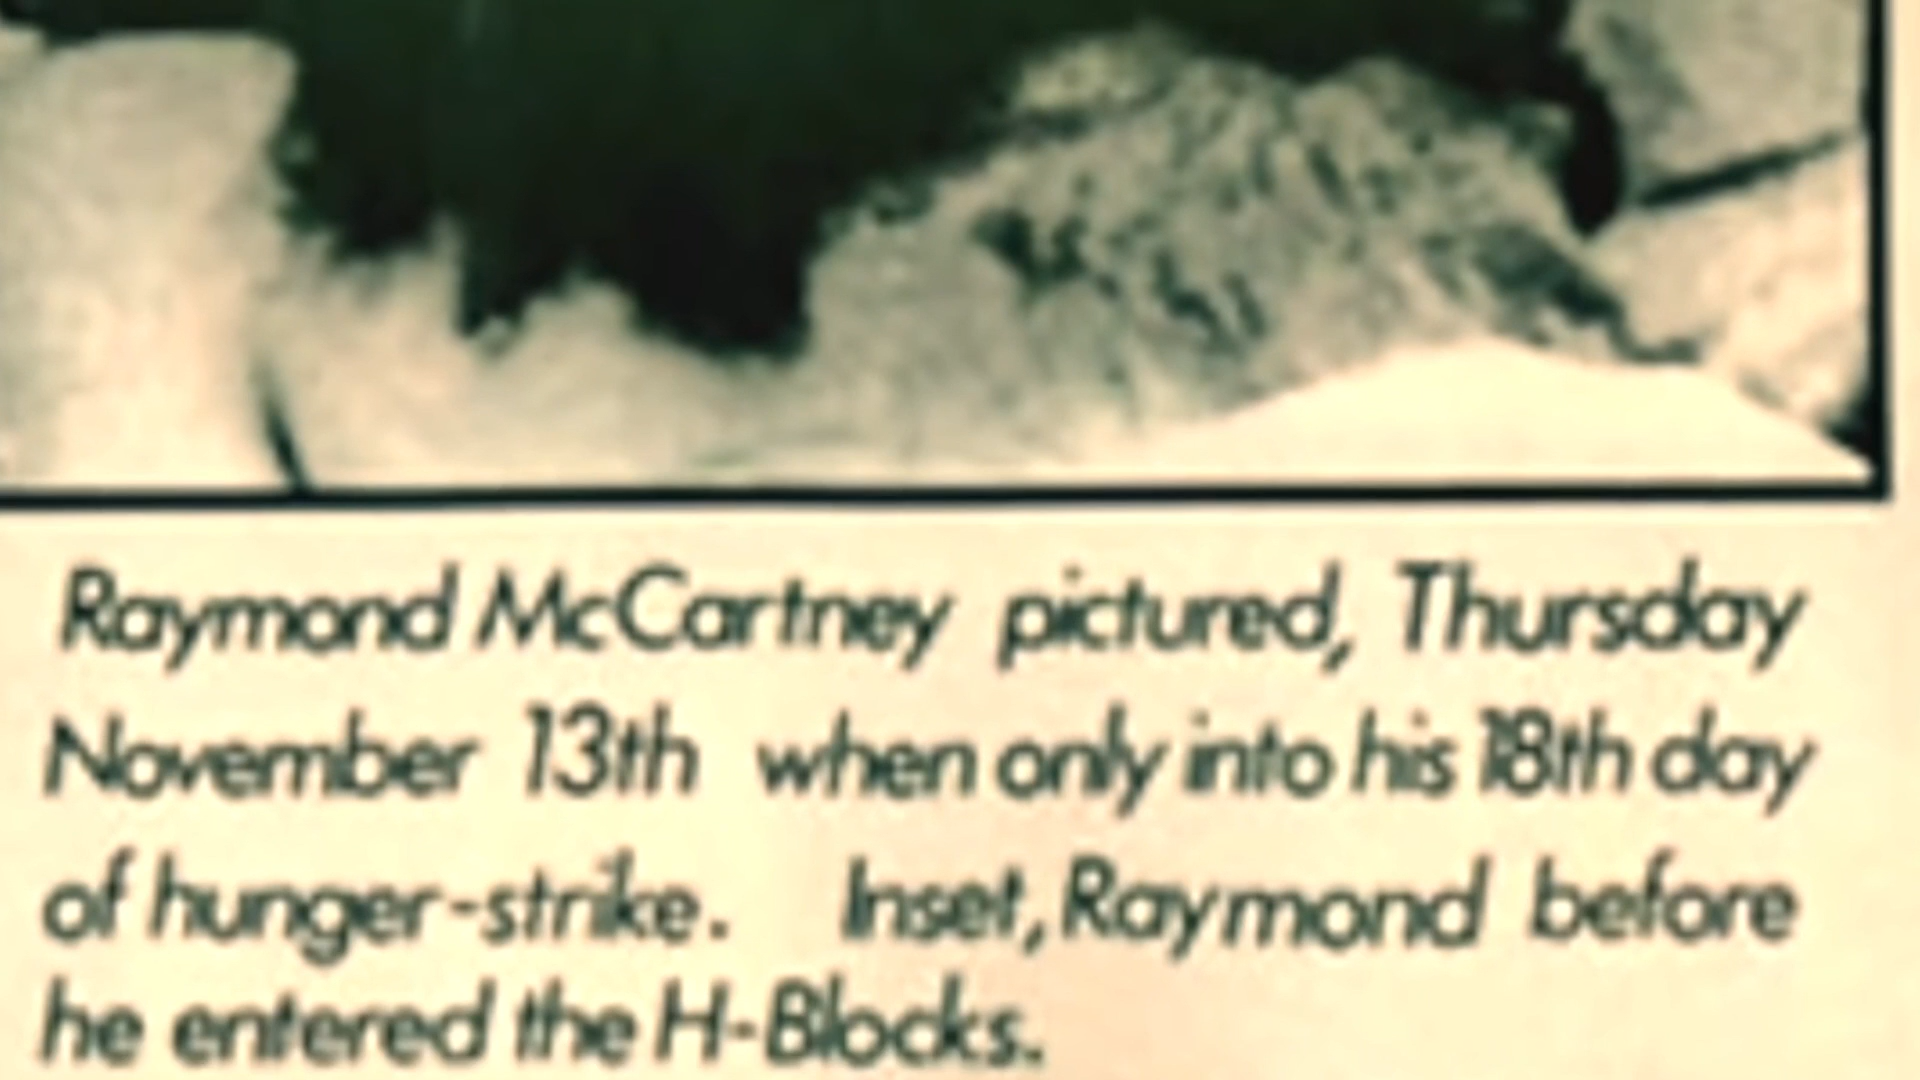 Raymond McCartney pictured, Thursday
November 13th when only into his 18th day
of hunger-strike. Inset, Raymond before
he entered the H-Blocks.